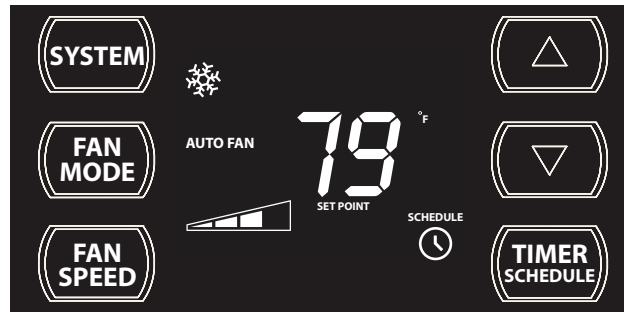 SYSTEM
FAN
MODE
FAN
SPEED
AUTO FAN
79
°F
SET POINT
SCHEDULE
TIMER
SCHEDULE